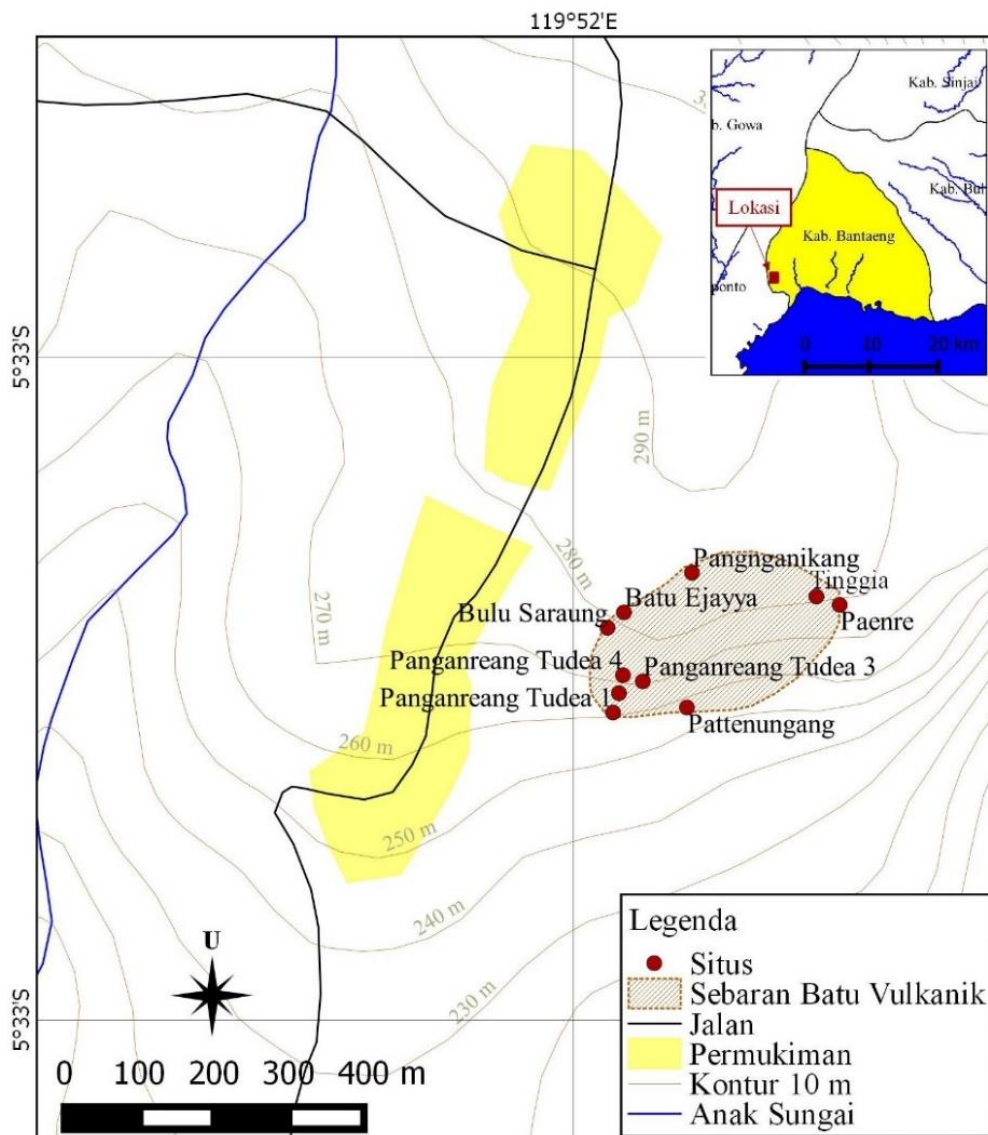 119°52'E
Kab. Sinjai
b. Gowa
Kab. Bul
Lokasi
Kab. Bantaeng
ponto
0 10 20 km
5°33'S
290 m
280 m
270 m
Pangnganikang
Tinggia
Batu Ejayya
Paenre
Bulu Saraung
Panganreang Tudea 4
Panganreang Tudea 3
Panganreang Tudea 1
Pattenungang
260 m
250 m
240 m
230 m
U
5°33'S
0 100 200 300 400 m
Legenda
Situs
Sebaran Batu Vulkanik
Jalan
Permukiman
Kontur 10 m
Anak Sungai